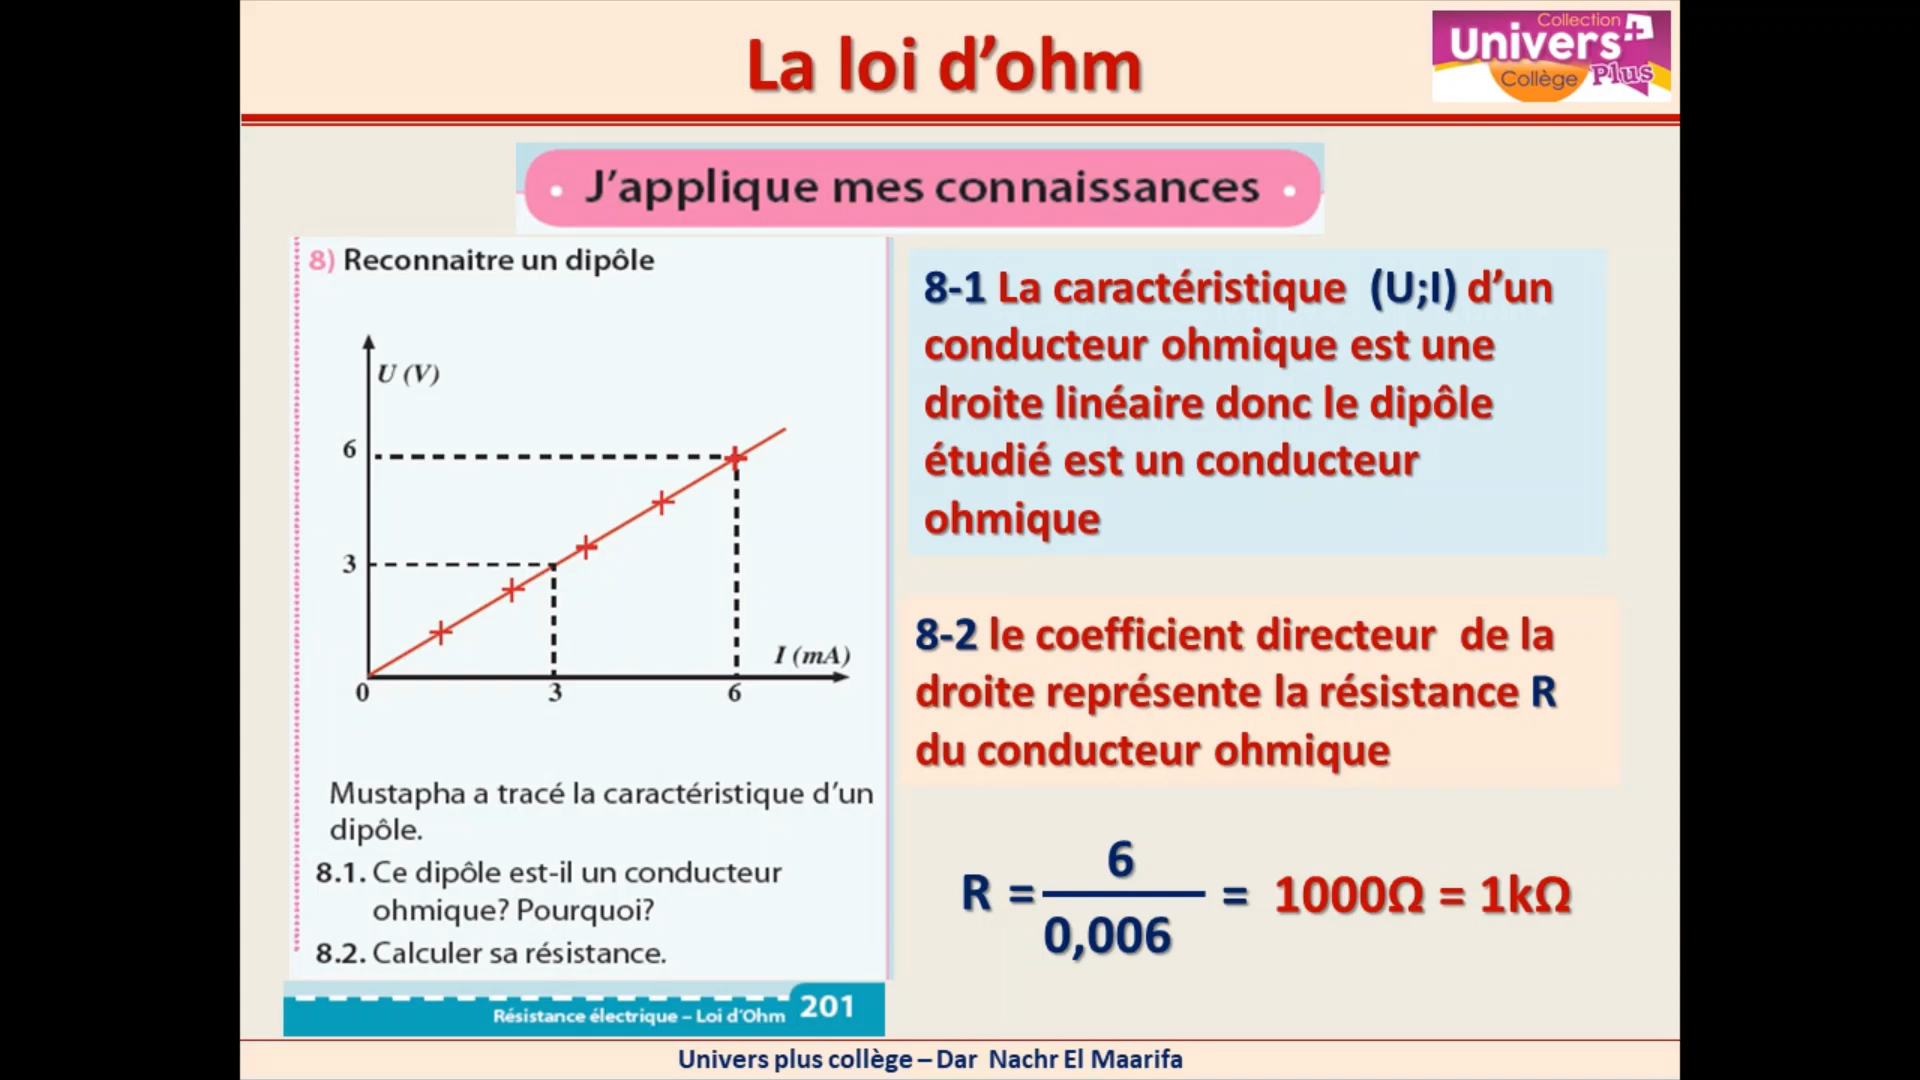 La loi d’ohm
Collection
Univers+
Collège Plus
• J’applique mes connaissances •
8) Reconnaitre un dipôle
U (V)
6
3
I (mA)
0 3 6
Mustapha a tracé la caractéristique d’un
dipôle.
8.1. Ce dipôle est-il un conducteur
ohmique? Pourquoi?
8.2. Calculer sa résistance.
Résistance électrique – Loi d’Ohm 201
8-1 La caractéristique (U;I) d’un
conducteur ohmique est une
droite linéaire donc le dipôle
étudié est un conducteur
ohmique
8-2 le coefficient directeur de la
droite représente la résistance R
du conducteur ohmique
6
R = = 1000Ω = 1kΩ
0,006
Univers plus collège – Dar Nachr El Maarifa